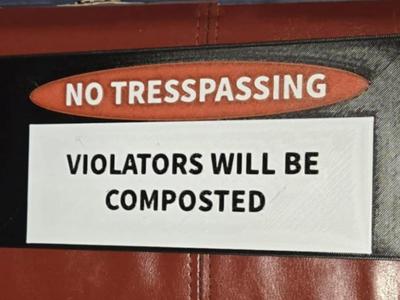 NO TRESSPASSING
VIOLATORS WILL BE
COMPOSTED